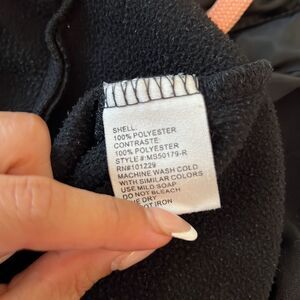 SHELL:
100% POLYESTER
CONTRASTE:
100% POLYESTER
STYLE #:MS50179-R
RN#101229
MACHINE WASH COLD
WITH SIMILAR COLORS
USE MILD SOAP
DO NOT BLEACH
DRY
IRON